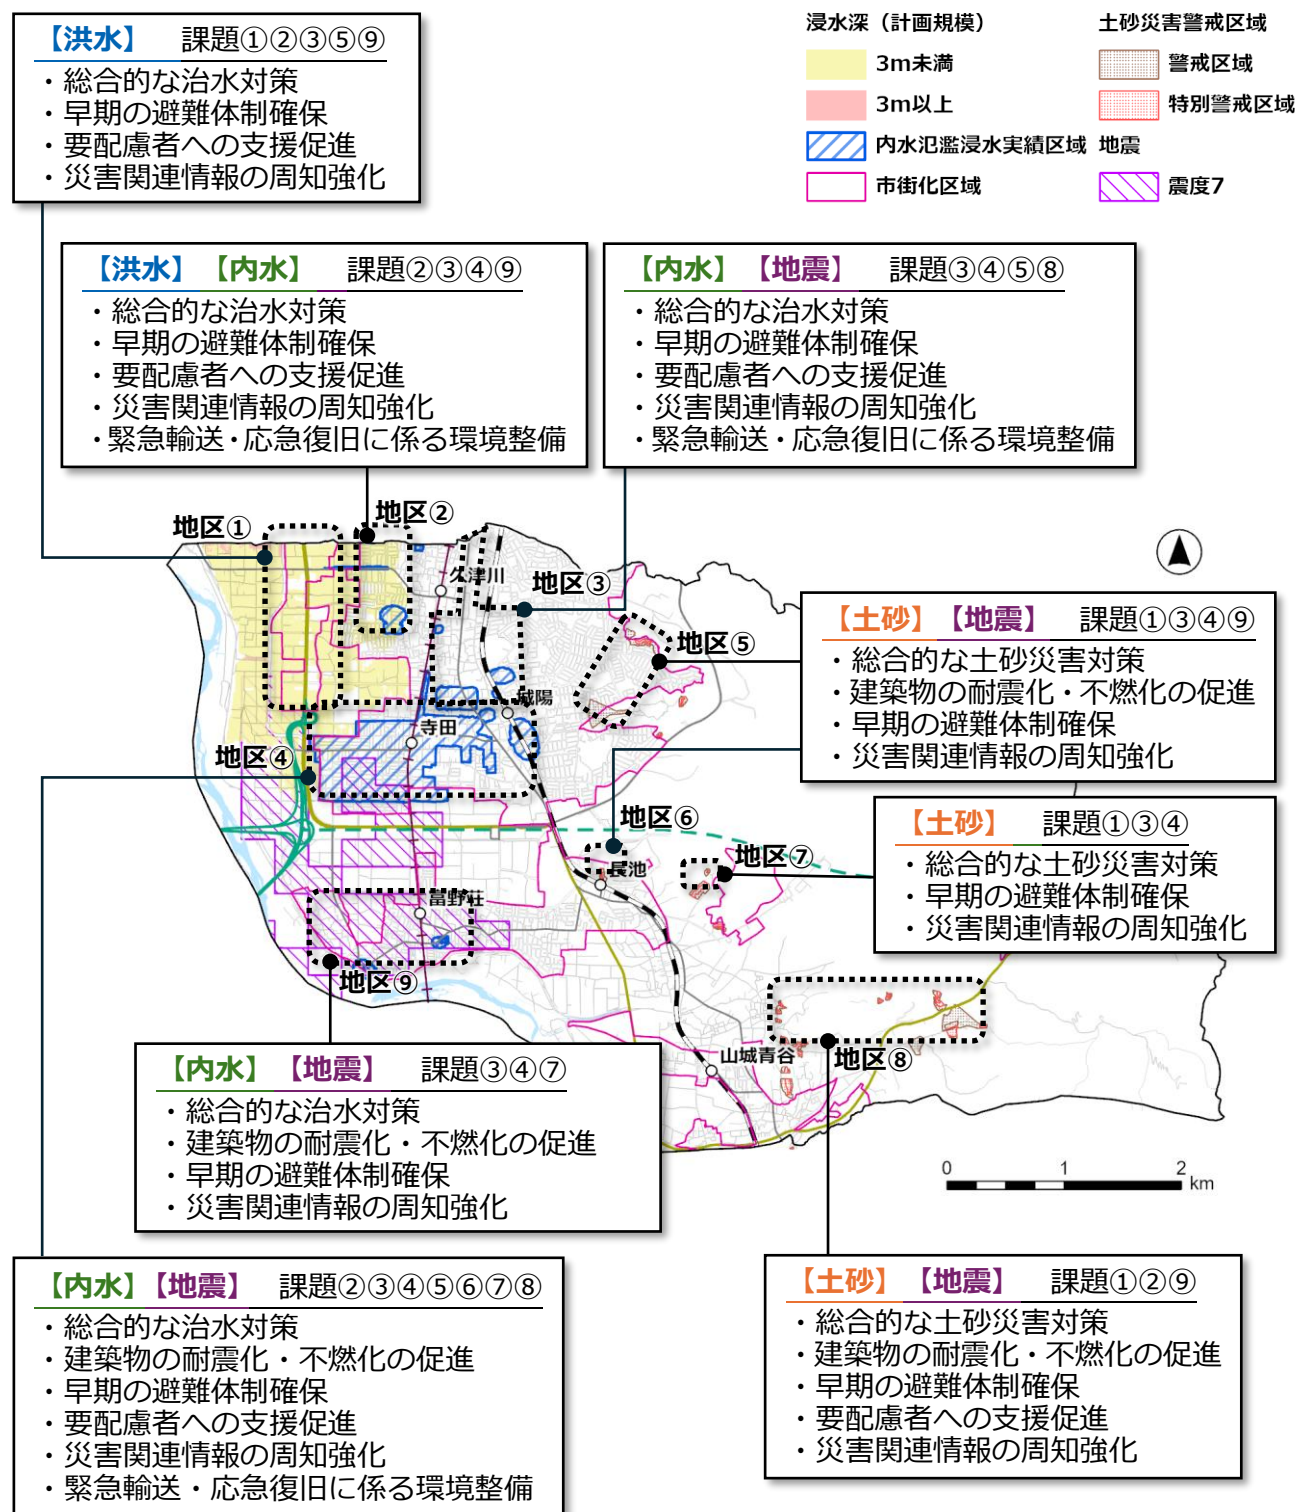 【洪水】 課題①②③⑤⑨
・総合的な治水対策
・早期の避難体制確保
・要配慮者への支援促進
・災害関連情報の周知強化
浸水深（計画規模）
3m未満
3m以上
内水氾濫浸水実績区域
市街化区域
土砂災害警戒区域
警戒区域
特別警戒区域
地震
震度7
【洪水】【内水】 課題②③④⑨
・総合的な治水対策
・早期の避難体制確保
・要配慮者への支援促進
・災害関連情報の周知強化
・緊急輸送・応急復旧に係る環境整備
【内水】【地震】 課題③④⑤⑧
・総合的な治水対策
・早期の避難体制確保
・要配慮者への支援促進
・災害関連情報の周知強化
・緊急輸送・応急復旧に係る環境整備
地区①
地区②
久津川
地区③
地区⑤
城陽
寺田
地区④
地区⑥
長池
地区⑦
富野荘
地区⑨
山城青谷
地区⑧
【土砂】【地震】 課題①③④⑨
・総合的な土砂災害対策
・建築物の耐震化・不燃化の促進
・早期の避難体制確保
・災害関連情報の周知強化
【土砂】 課題①③④
・総合的な土砂災害対策
・早期の避難体制確保
・災害関連情報の周知強化
【内水】【地震】 課題③④⑦
・総合的な治水対策
・建築物の耐震化・不燃化の促進
・早期の避難体制確保
・災害関連情報の周知強化
0 1 2 km
【内水】【地震】 課題②③④⑤⑥⑦⑧
・総合的な治水対策
・建築物の耐震化・不燃化の促進
・早期の避難体制確保
・要配慮者への支援促進
・災害関連情報の周知強化
・緊急輸送・応急復旧に係る環境整備
【土砂】【地震】 課題①②⑨
・総合的な土砂災害対策
・建築物の耐震化・不燃化の促進
・早期の避難体制確保
・要配慮者への支援促進
・災害関連情報の周知強化